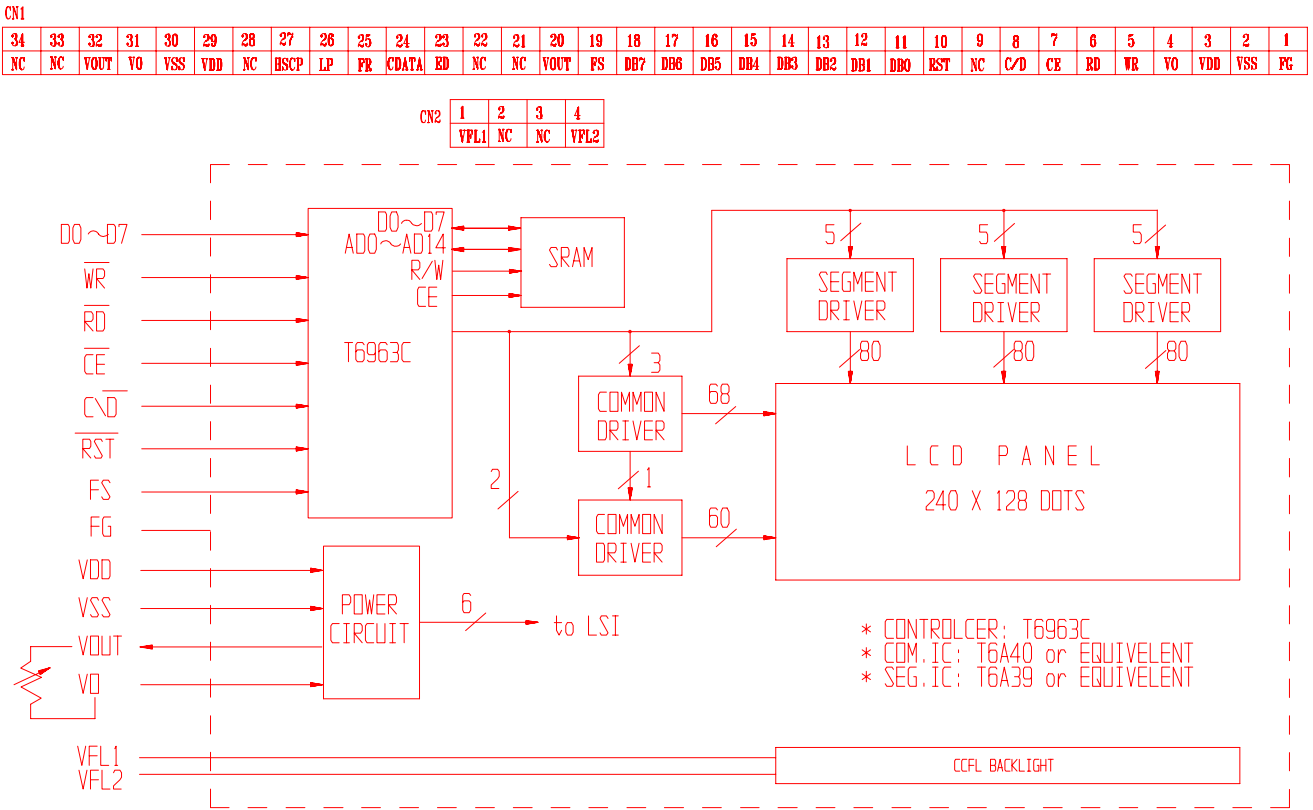 CN1
34 33 32 31 30 29 28 27 26 25 24 23 22 21 20 19 18 17 16 15 14 13 12 11 10 9 8 7 6 5 4 3 2 1
NC NC VOUT VO VSS VDD NC HSCP LP FR CDATA ED NC NC VOUT FS DB7 DB6 DB5 DB4 DB3 DB2 DB1 DB0 RST NC C/D CE RD WR VO VDD VSS FG
CN2 1 2 3 4
VFL1 NC NC VFL2
D0~D7
WR
RD
CE
C\D
RST
FS
FG
VDD
VSS
VOUT
VO
VFL1
VFL2
D0~D7
AD0~AD14
R/W
CE
T6963C
SRAM
5 5 5
SEGMENT
DRIVER
SEGMENT
DRIVER
SEGMENT
DRIVER
80 80 80
3
COMMON
DRIVER
68
2
1
COMMON
DRIVER
60
LCD PANEL
240 X 128 DOTS
POWER
CIRCUIT
6
to LSI
* CONTROLCER: T6963C
* COM.IC: T6A40 or EQUIVELENT
* SEG.IC: T6A39 or EQUIVELENT
CCFL BACKLIGHT